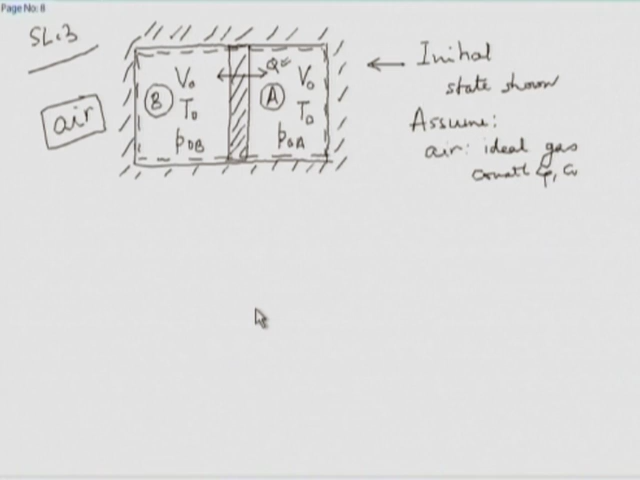 Page No: 8
SL.3
air
B
V₀
T₀
p₀B
Q=
A
V₀
T₀
p₀A
← Initial
state shown
Assume:
air: ideal gas
cp, cv